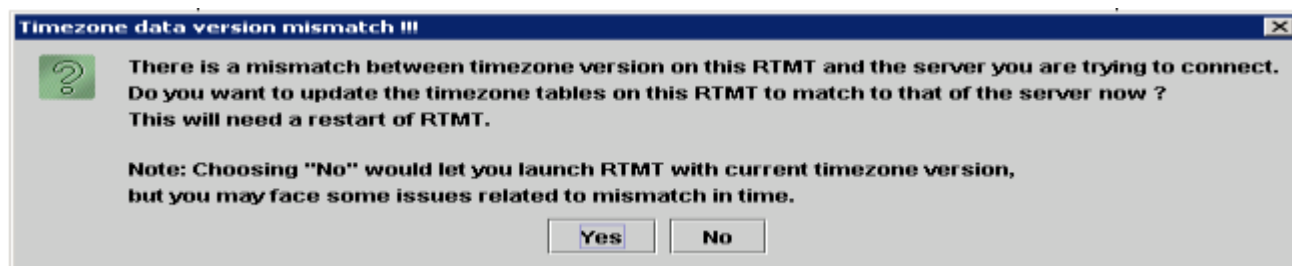 Timezone data version mismatch !!!
There is a mismatch between timezone version on this RTMT and the server you are trying to connect.
Do you want to update the timezone tables on this RTMT to match to that of the server now ?
This will need a restart of RTMT.
Note: Choosing "No" would let you launch RTMT with current timezone version,
but you may face some issues related to mismatch in time.
Yes No